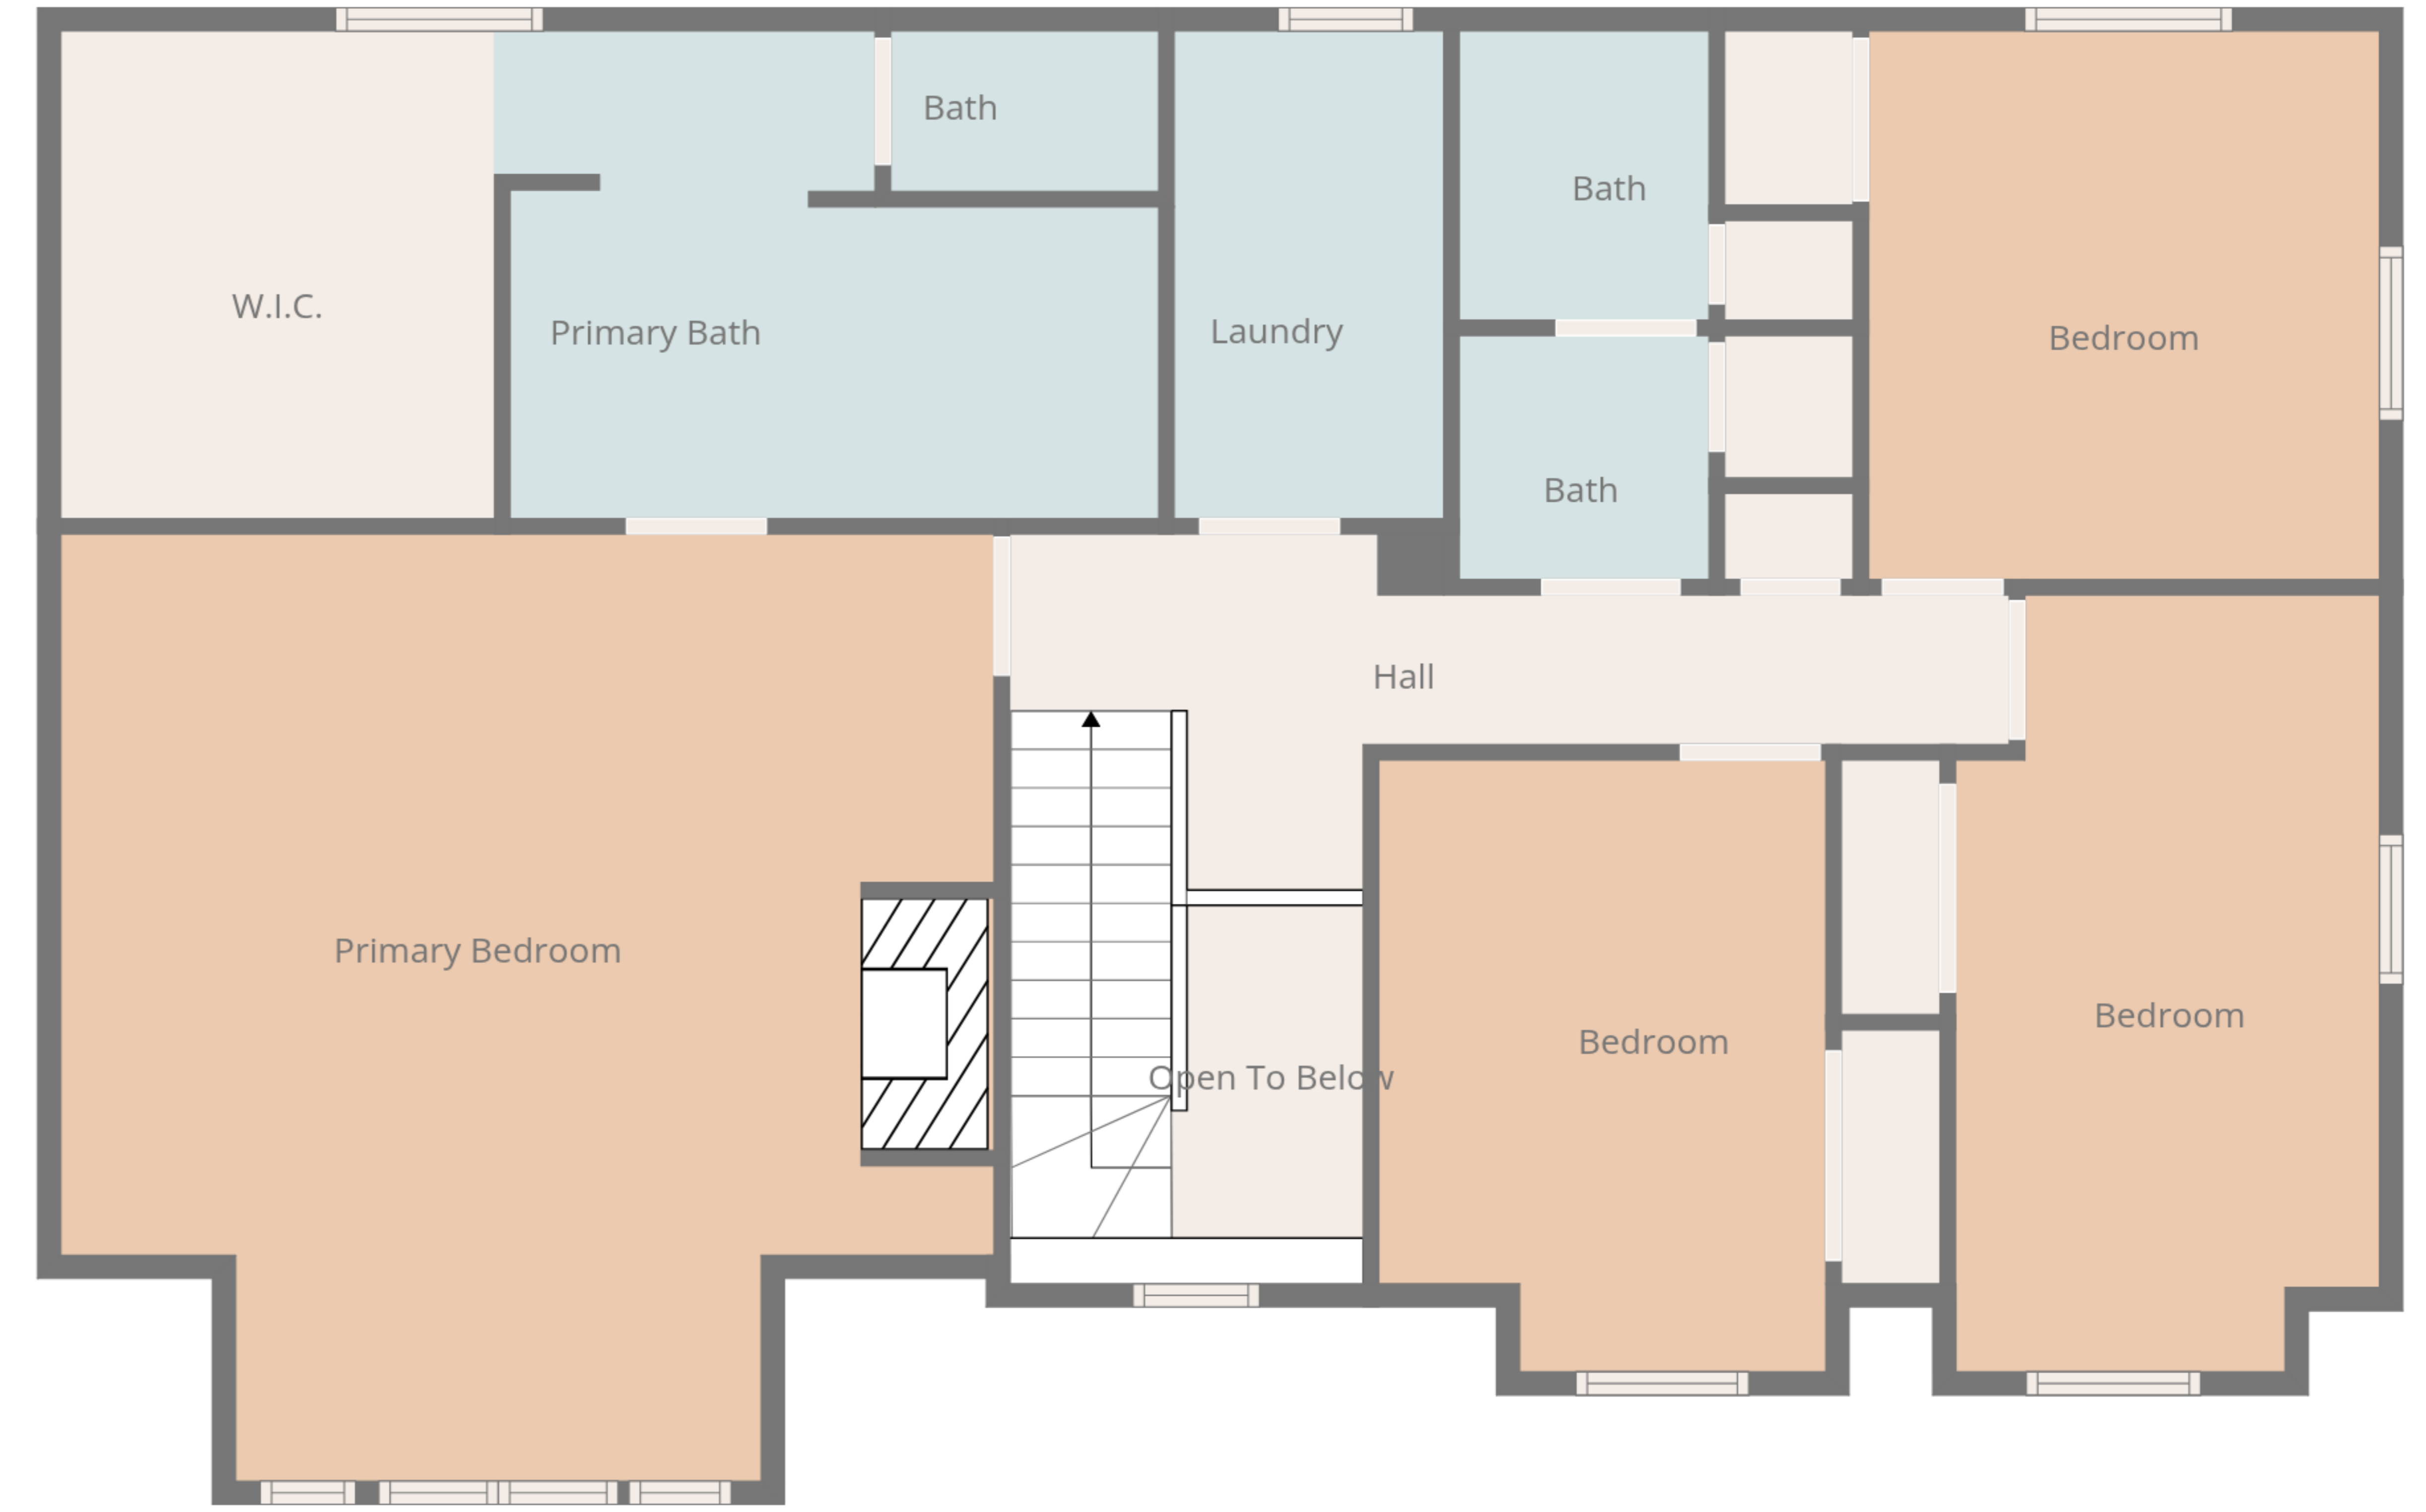 Bath
Bath
W.I.C.
Primary Bath
Laundry
Bedroom
Bath
Hall
Primary Bedroom
Bedroom
Bedroom
Open To Below